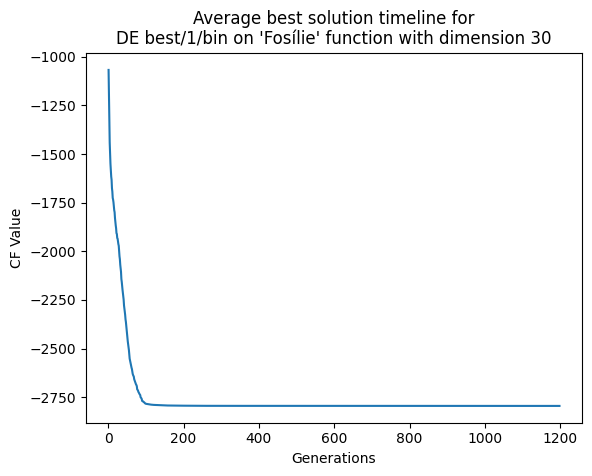 Average best solution timeline for
DE best/1/bin on 'Fosílie' function with dimension 30
−1000
−1250
−1500
−1750
−2000
−2250
−2500
−2750
CF Value
0 200 400 600 800 1000 1200
Generations